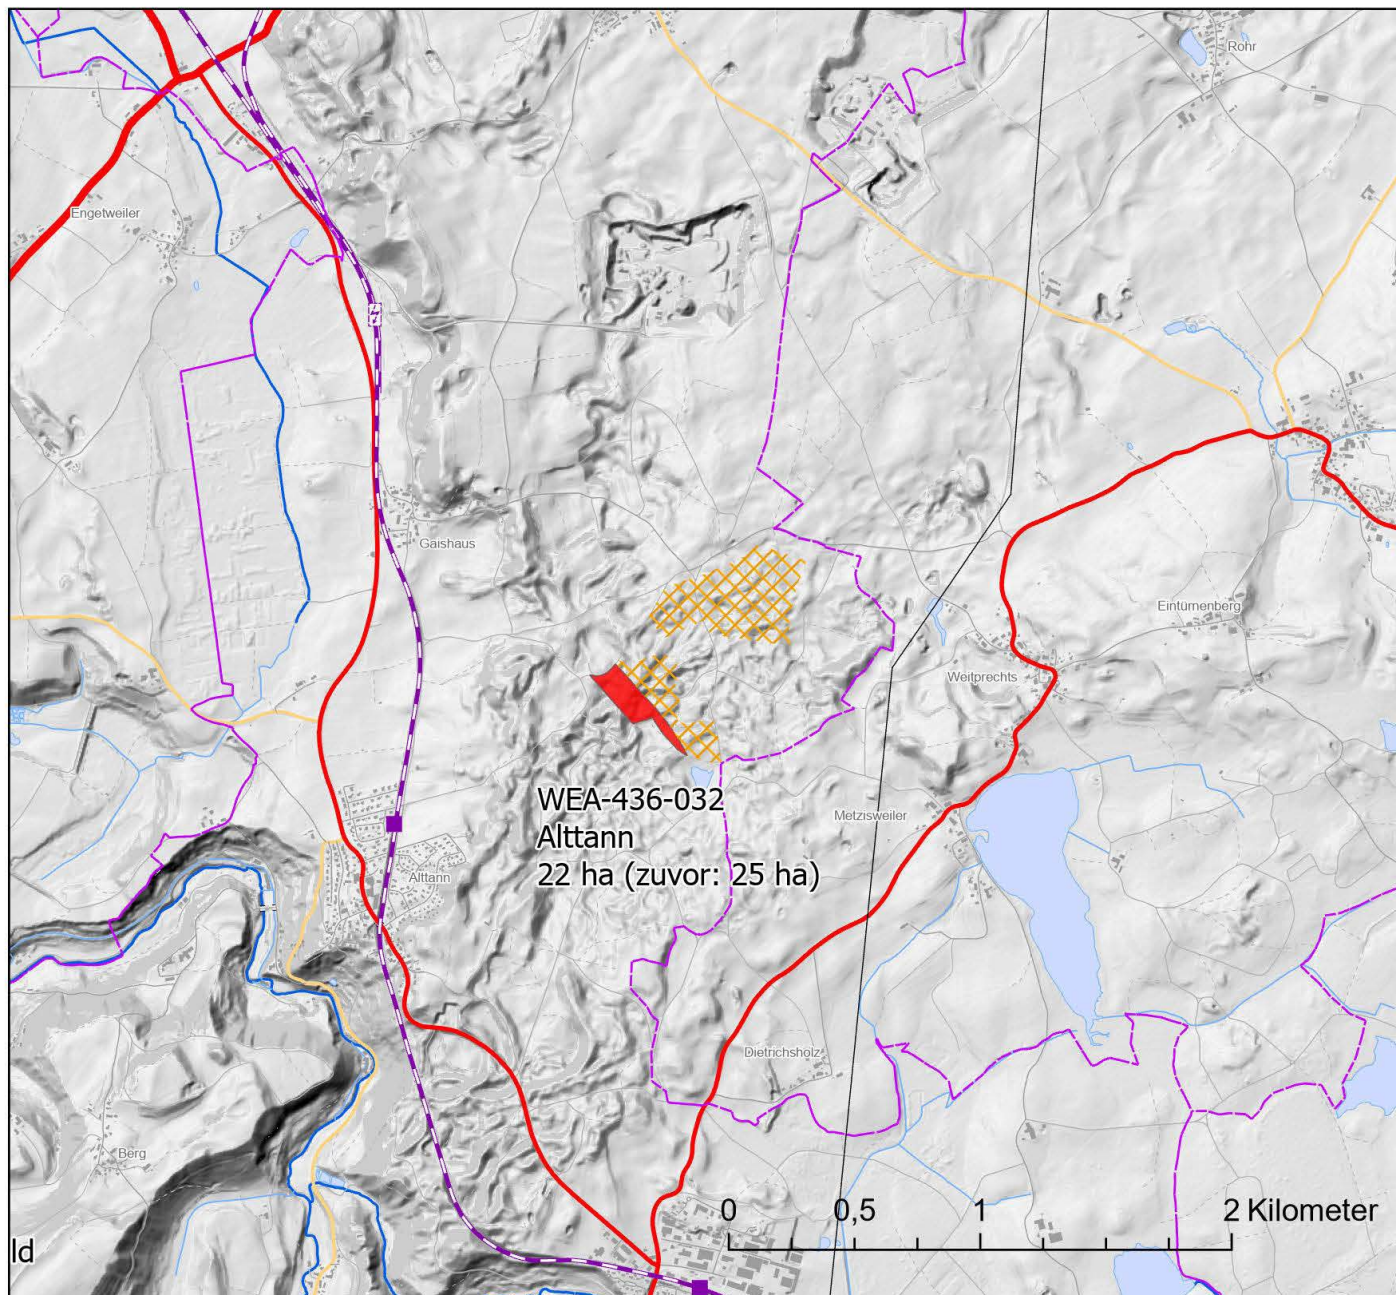 Rohr
Engetweiler
Gaishaus
Eintürnenberg
Weitprechts
WEA-436-032
Alttann
22 ha (zuvor: 25 ha)
Metzisweiler
Alttann
Dietrichsholz
Berg
0 0,5 1 2 Kilometer
ld